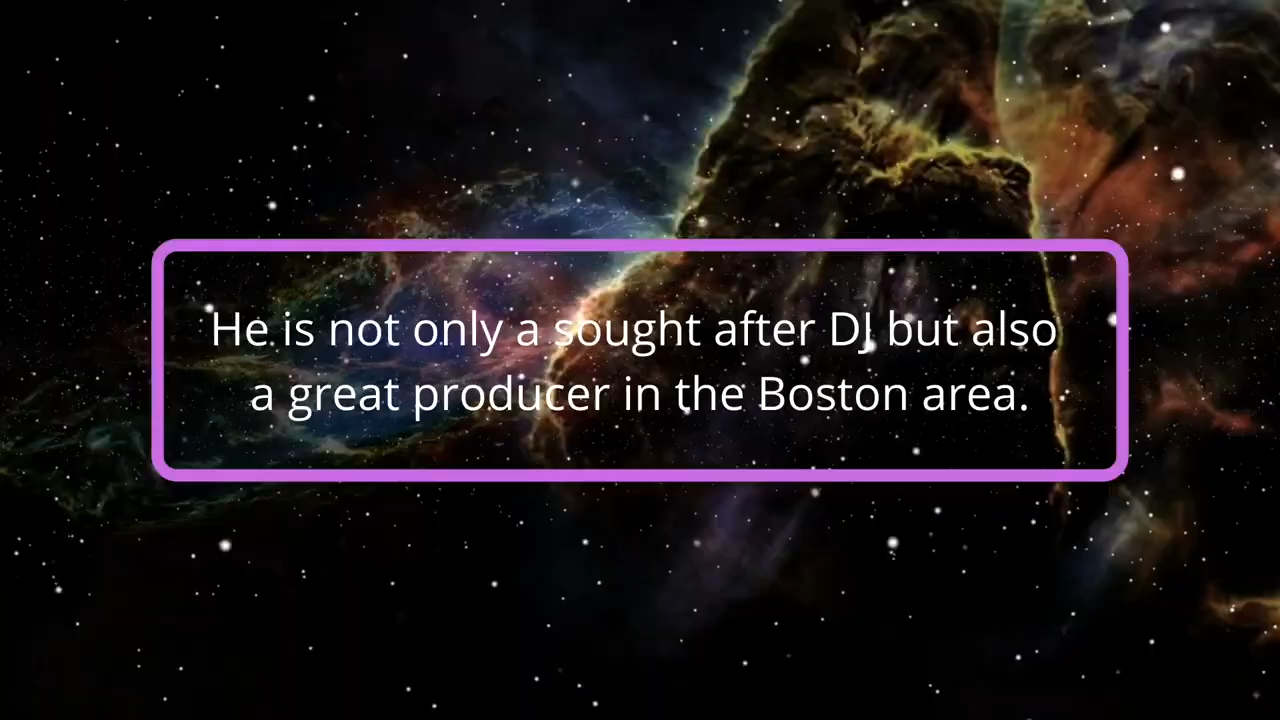 He is not only a sought after DJ but also
a great producer in the Boston area.